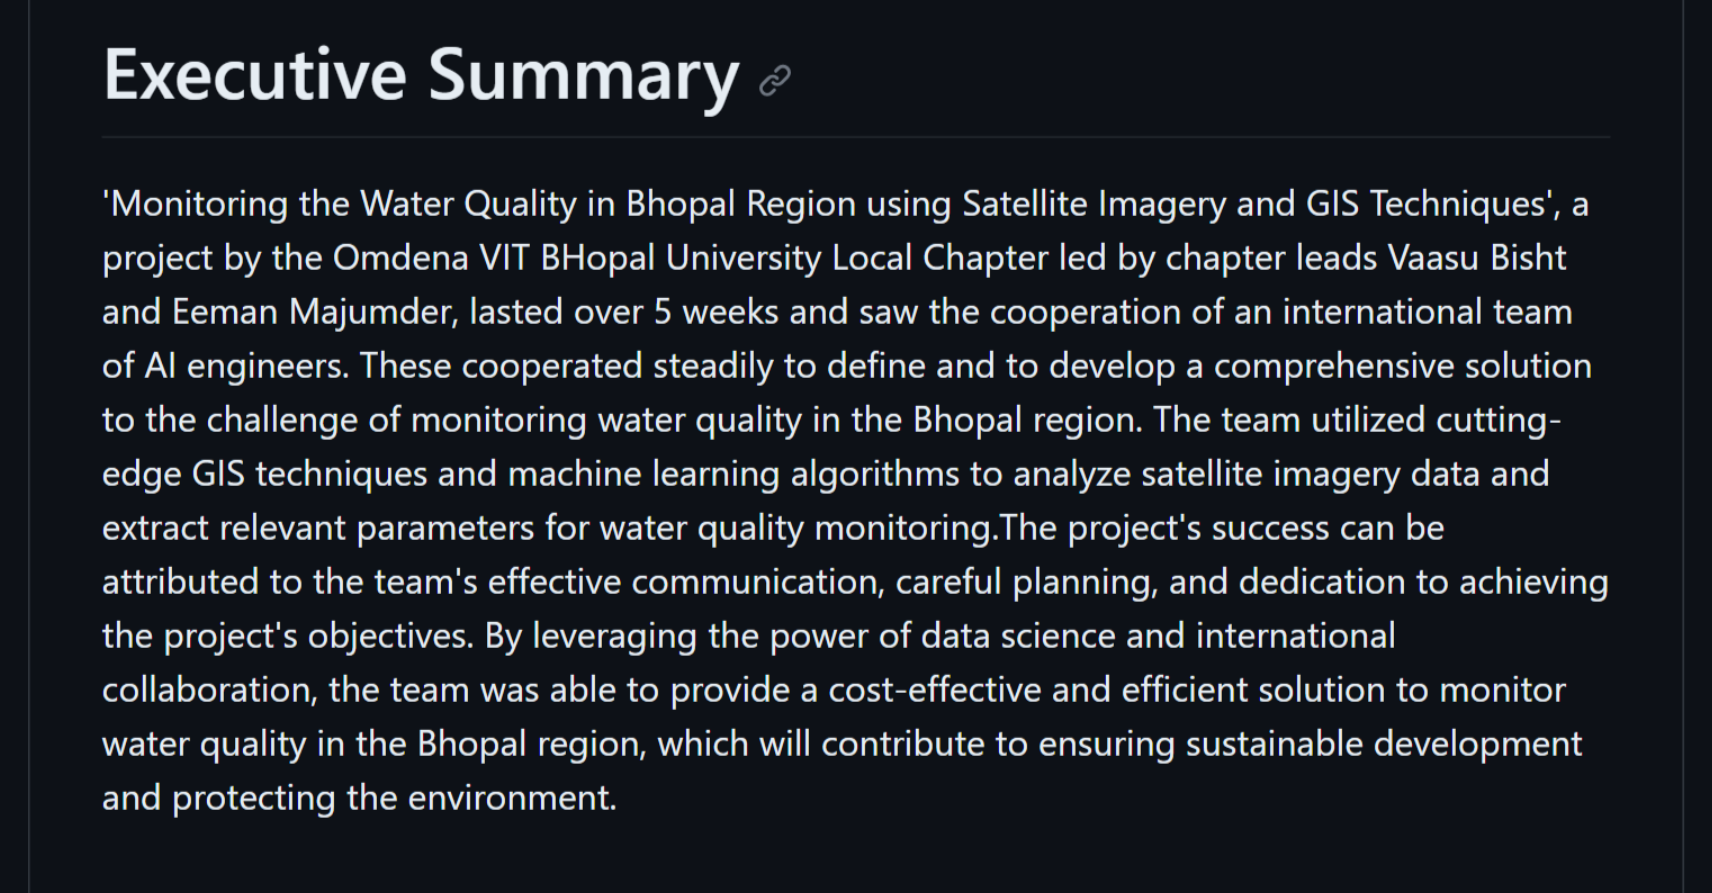 Executive Summary
'Monitoring the Water Quality in Bhopal Region using Satellite Imagery and GIS Techniques', a
project by the Omdena VIT BHopal University Local Chapter led by chapter leads Vaasu Bisht
and Eeman Majumder, lasted over 5 weeks and saw the cooperation of an international team
of AI engineers. These cooperated steadily to define and to develop a comprehensive solution
to the challenge of monitoring water quality in the Bhopal region. The team utilized cutting-
edge GIS techniques and machine learning algorithms to analyze satellite imagery data and
extract relevant parameters for water quality monitoring.The project's success can be
attributed to the team's effective communication, careful planning, and dedication to achieving
the project's objectives. By leveraging the power of data science and international
collaboration, the team was able to provide a cost-effective and efficient solution to monitor
water quality in the Bhopal region, which will contribute to ensuring sustainable development
and protecting the environment.